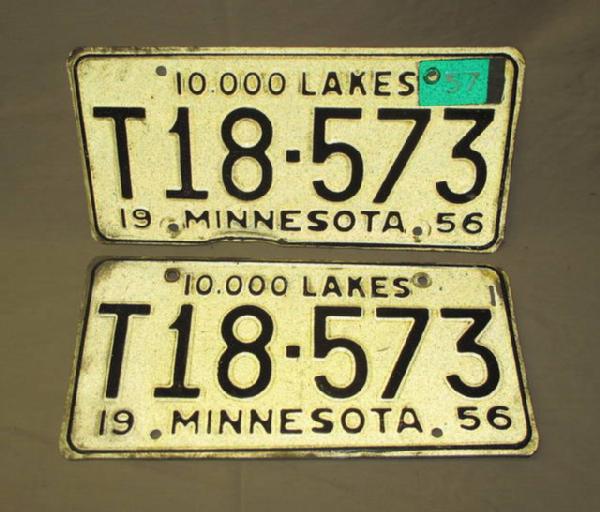 10.000 LAKES 57
T18·573
19 MINNESOTA 56
10.000 LAKES
T18·573
19 MINNESOTA 56